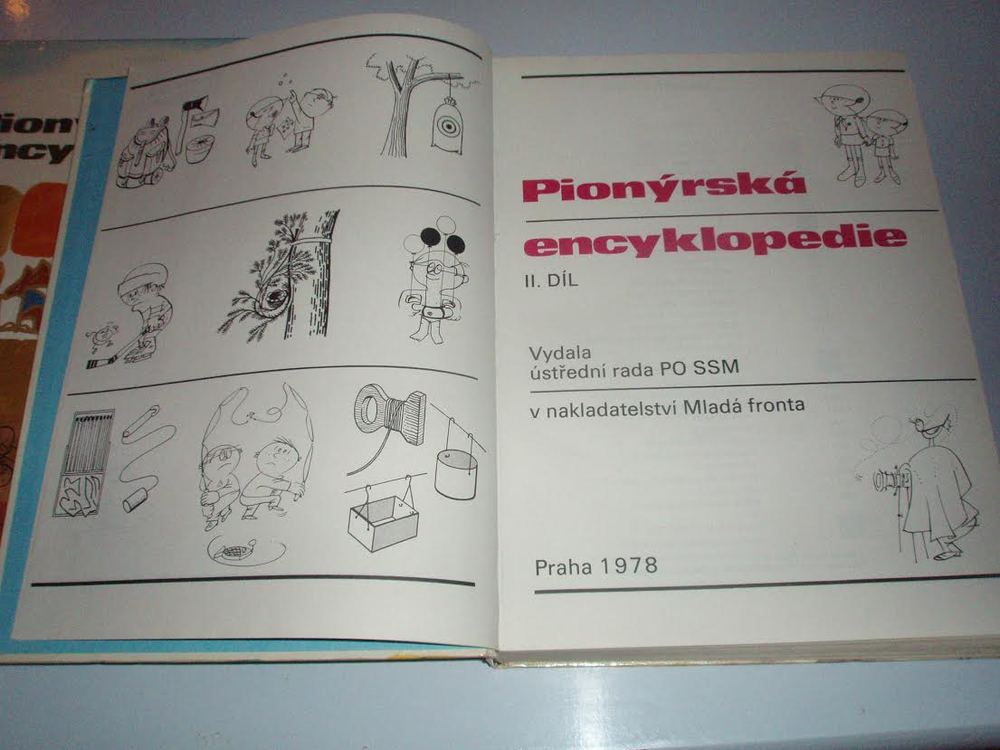 Pionýrská
encyklopedie
II. DÍL
Vydala
ústřední rada PO SSM
v nakladatelství Mladá fronta
Praha 1978